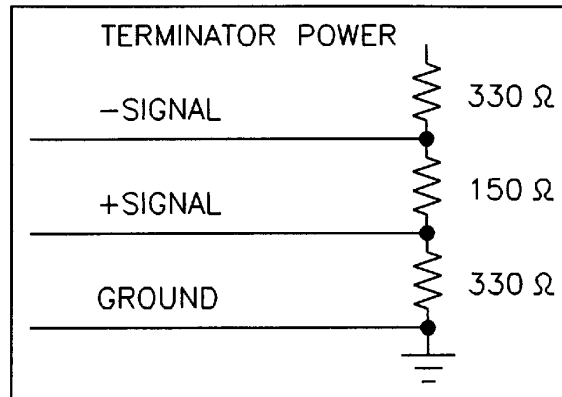 TERMINATOR POWER
330 Ω
−SIGNAL
150 Ω
+SIGNAL
330 Ω
GROUND